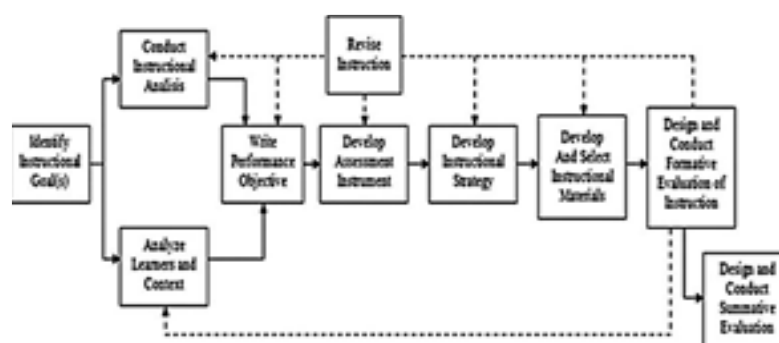 Conduct
Instructional
Analisis
Revise
Instruction
Identify
Instructional
Goal(s)
Write
Performance
Objective
Develop
Assessment
Instrument
Develop
Instructional
Strategy
Develop
And Select
Instructional
Materials
Design and
Conduct
Formative
Evaluation of
Instruction
Analyze
Learners and
Context
Design and
Conduct
Summative
Evaluation